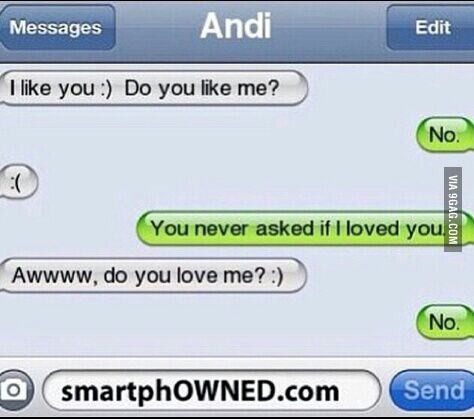 Messages
Andi
Edit
I like you :)  Do you like me?
No.
:(
You never asked if I loved you.
VIA 9GAG.COM
Awwww, do you love me? :)
No.
smartphOWNED.com
Send